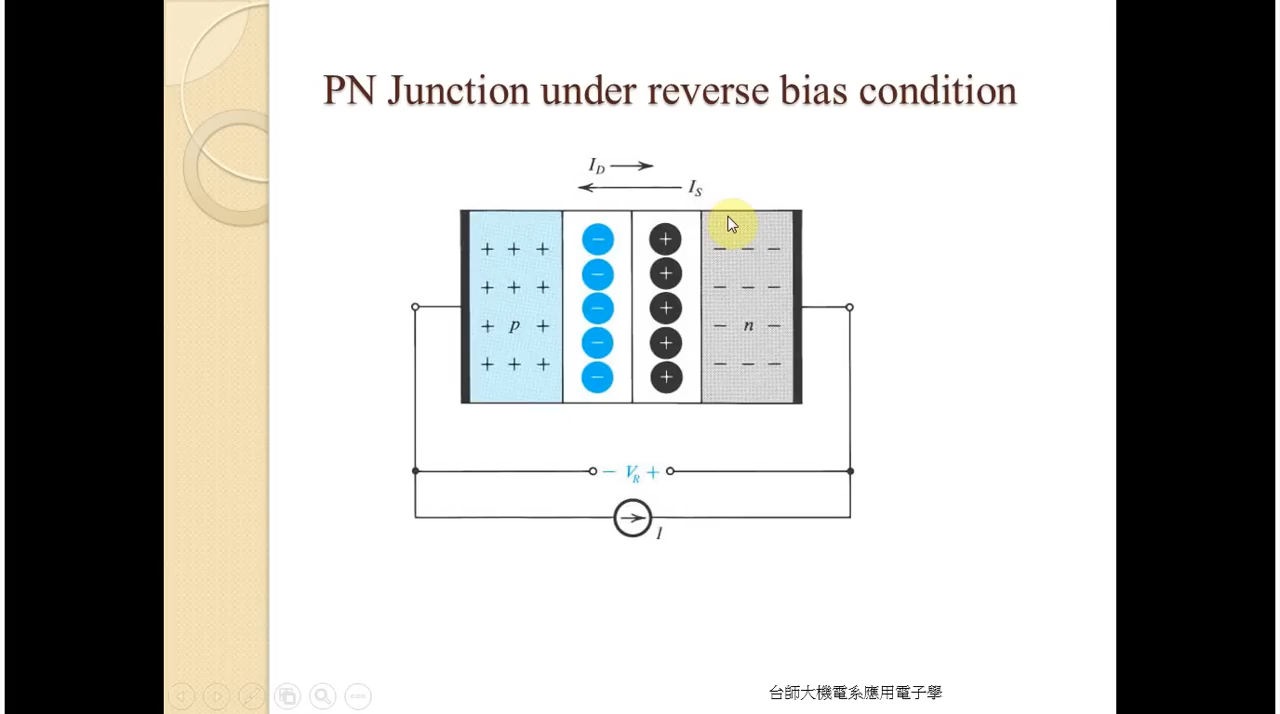 PN Junction under reverse bias condition
I_D
I_S
+ + + − + − − −
− +
+ + + − − −
− +
+ p + − + − n −
− +
+ + + − − −
− +
− V_R +
I
台師大機電系應用電子學